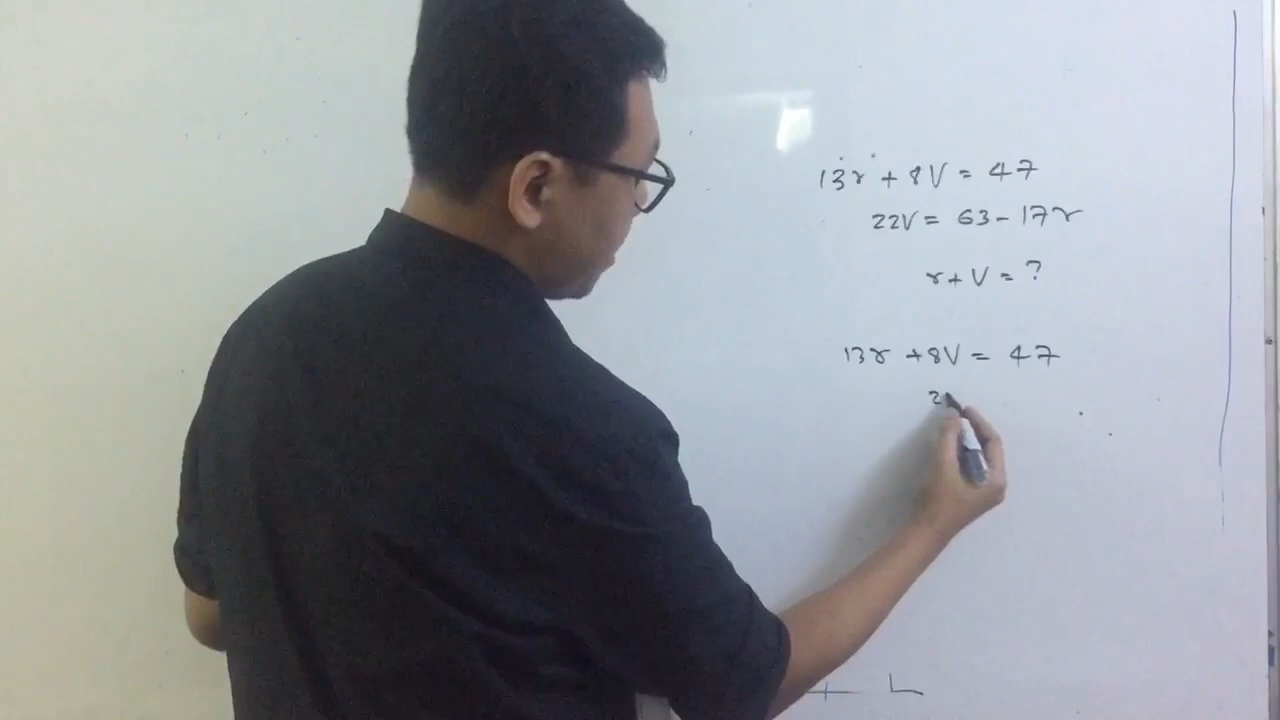 13r + 8V = 47
22V = 63 - 17r
r + V = ?
13r + 8V = 47
2